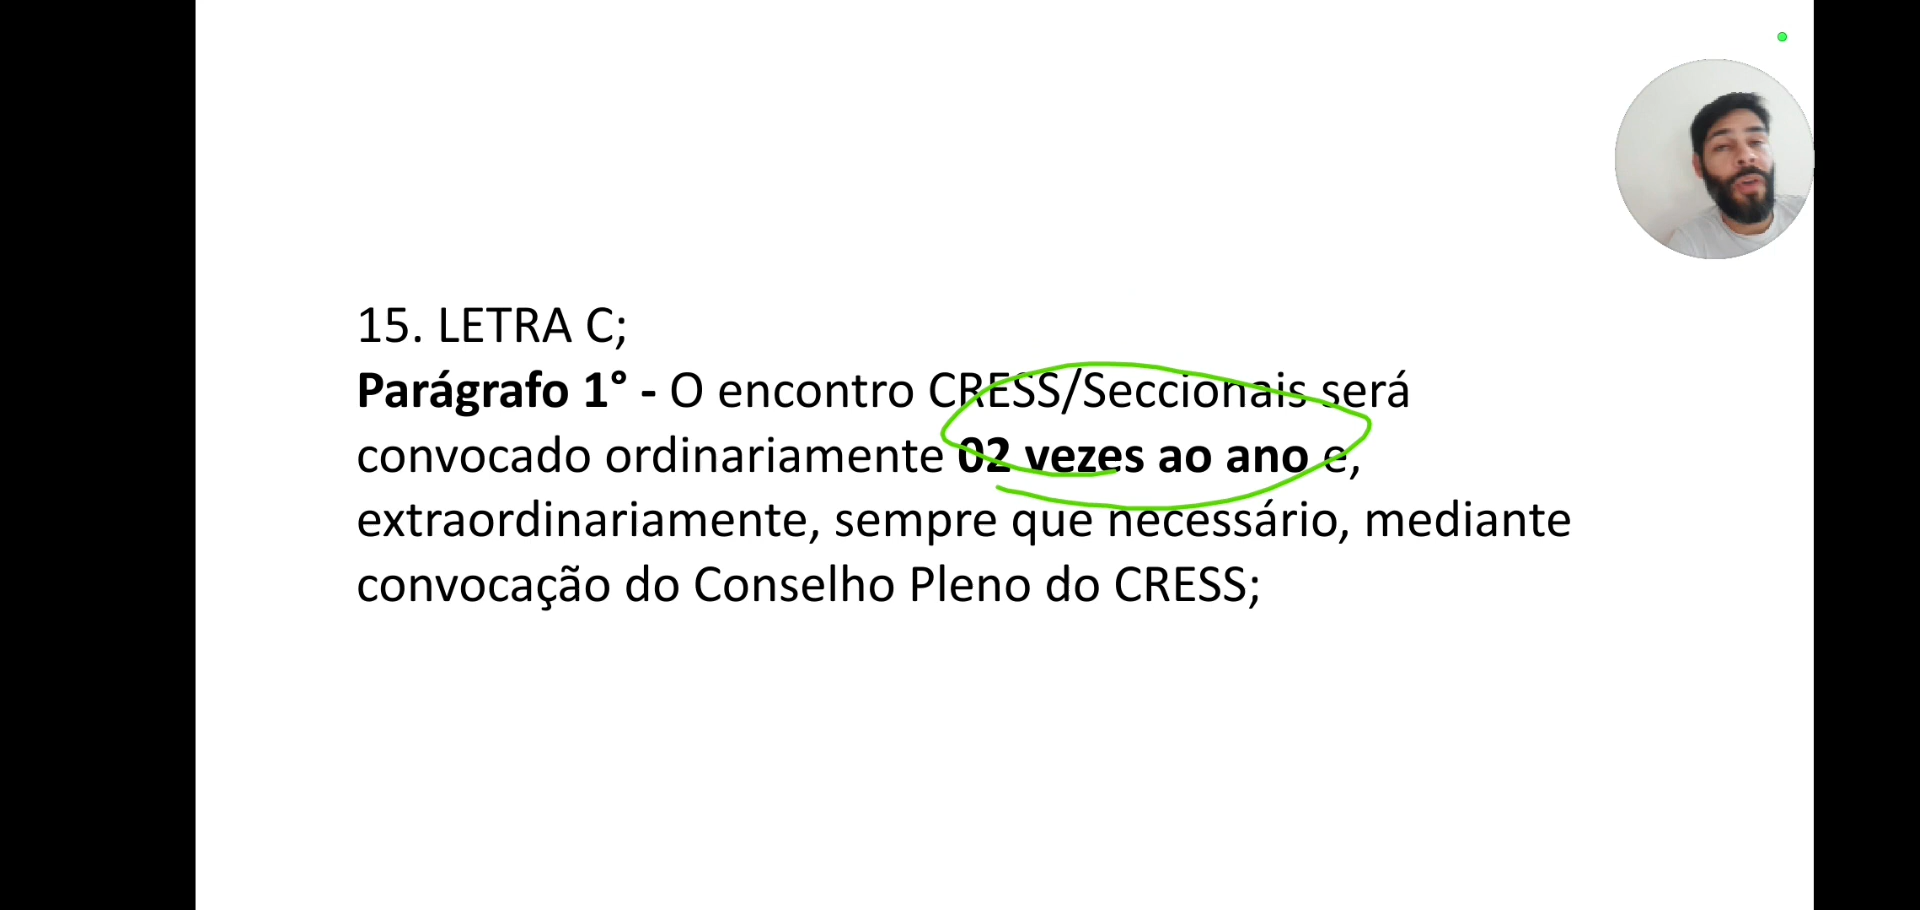 15. LETRA C;
Parágrafo 1° - O encontro CRESS/Seccionais será
convocado ordinariamente 02 vezes ao ano e,
extraordinariamente, sempre que necessário, mediante
convocação do Conselho Pleno do CRESS;